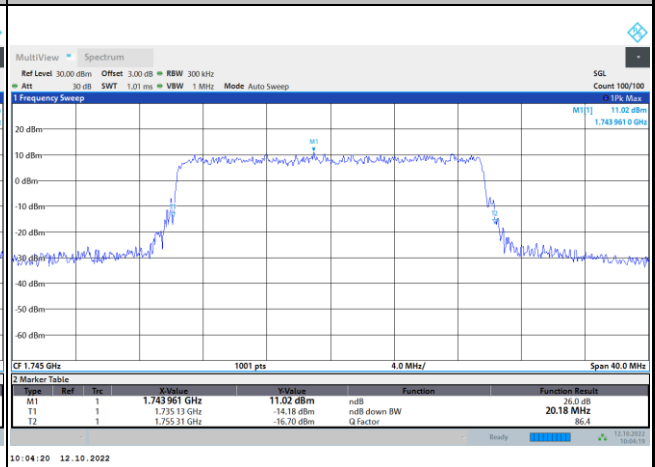 MultiView Spectrum
Ref Level 30.00 dBm Offset 3.00 dB RBW 300 kHz SGL
Att 30 dB SWT 1.01 ms VBW 1 MHz Mode Auto Sweep Count 100/100
1 Frequency Sweep 1Pk Max
M1[1] 11.02 dBm
1.743 961 0 GHz
20 dBm
M1
10 dBm
0 dBm
-10 dBm
T2
-20 dBm
-30 dBm
-40 dBm
-50 dBm
-60 dBm
CF 1.745 GHz 1001 pts 4.0 MHz/ Span 40.0 MHz
2 Marker Table
Type Ref Trc X-Value Y-Value Function Function Result
M1 1 1.743 961 GHz 11.02 dBm ndB 26.0 dB
T1 1 1.735 13 GHz -14.18 dBm ndB down BW 20.18 MHz
T2 1 1.755 31 GHz -16.70 dBm Q Factor 86.4
Ready 12.10.2022
10:04:19
10:04:20 12.10.2022